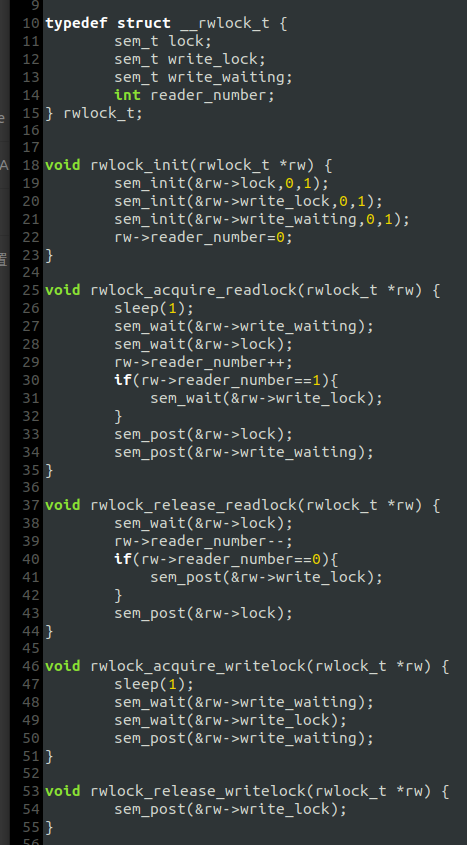 9
10 typedef struct __rwlock_t {
11         sem_t lock;
12         sem_t write_lock;
13         sem_t write_waiting;
14         int reader_number;
15 } rwlock_t;
16
17
18 void rwlock_init(rwlock_t *rw) {
19         sem_init(&rw->lock,0,1);
20         sem_init(&rw->write_lock,0,1);
21         sem_init(&rw->write_waiting,0,1);
22         rw->reader_number=0;
23 }
24
25 void rwlock_acquire_readlock(rwlock_t *rw) {
26         sleep(1);
27         sem_wait(&rw->write_waiting);
28         sem_wait(&rw->lock);
29         rw->reader_number++;
30         if(rw->reader_number==1){
31             sem_wait(&rw->write_lock);
32         }
33         sem_post(&rw->lock);
34         sem_post(&rw->write_waiting);
35 }
36
37 void rwlock_release_readlock(rwlock_t *rw) {
38         sem_wait(&rw->lock);
39         rw->reader_number--;
40         if(rw->reader_number==0){
41             sem_post(&rw->write_lock);
42         }
43         sem_post(&rw->lock);
44 }
45
46 void rwlock_acquire_writelock(rwlock_t *rw) {
47         sleep(1);
48         sem_wait(&rw->write_waiting);
49         sem_wait(&rw->write_lock);
50         sem_post(&rw->write_waiting);
51 }
52
53 void rwlock_release_writelock(rwlock_t *rw) {
54         sem_post(&rw->write_lock);
55 }